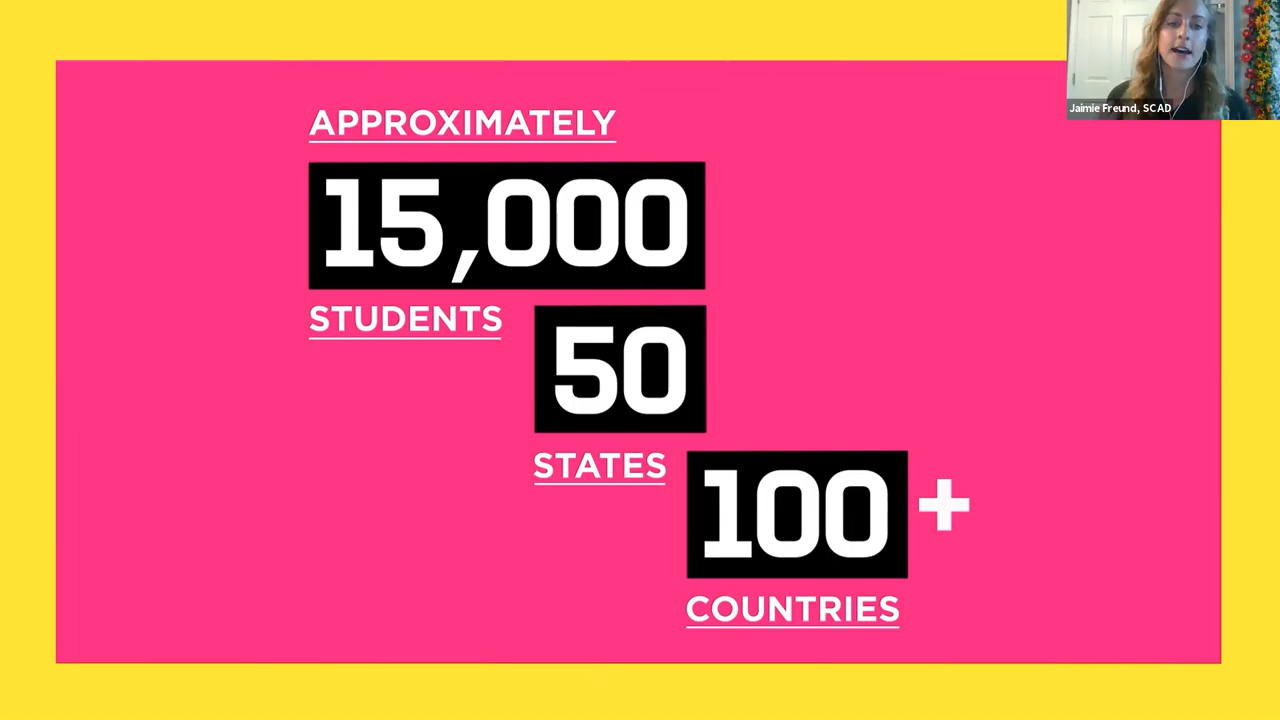 APPROXIMATELY
15,000
STUDENTS
50
STATES
100+
COUNTRIES
Jaimie Freund, SCAD